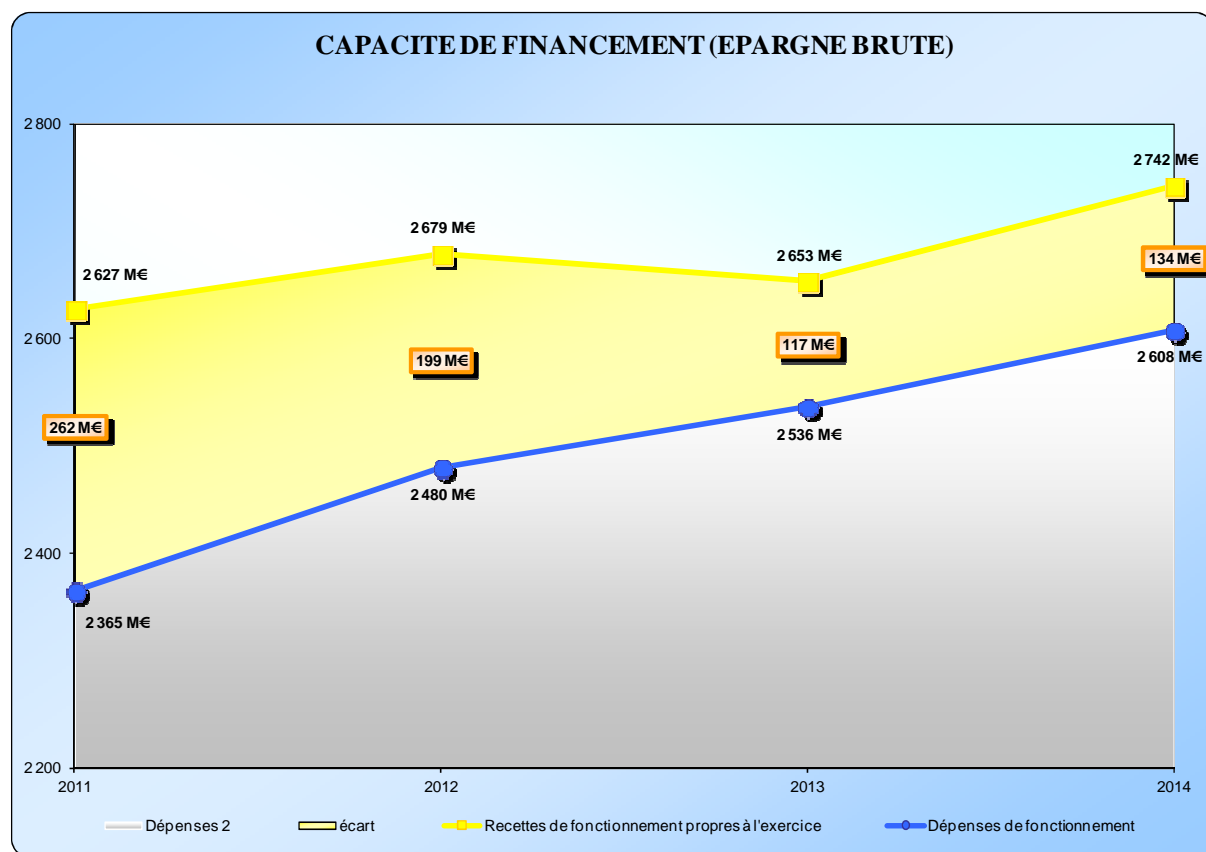 CAPACITE DE FINANCEMENT (EPARGNE BRUTE)
2 800
2 742 M€
2 679 M€
2 653 M€
2 627 M€
134 M€
2 600
117 M€
199 M€
2 608 M€
262 M€
2 536 M€
2 480 M€
2 400
2 365 M€
2 200
2011 2012 2013 2014
Dépenses 2 écart Recettes de fonctionnement propres à l'exercice Dépenses de fonctionnement